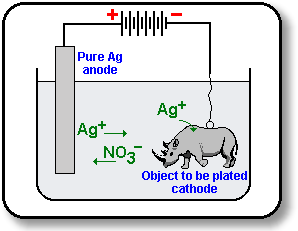 + −
Pure Ag
anode
Ag⁺
Ag⁺
NO₃⁻
Object to be plated
cathode